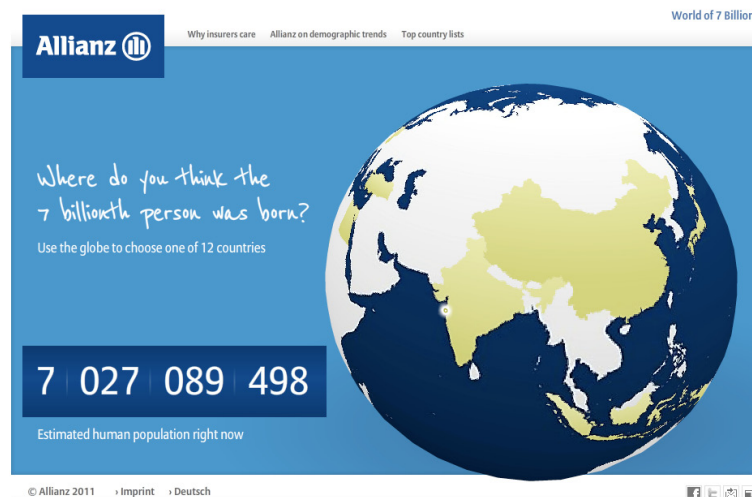 World of 7 Billion
Allianz
Why insurers care Allianz on demographic trends Top country lists
Where do you think the
7 billionth person was born?
Use the globe to choose one of 12 countries
7 027 089 498
Estimated human population right now
© Allianz 2011 › Imprint › Deutsch